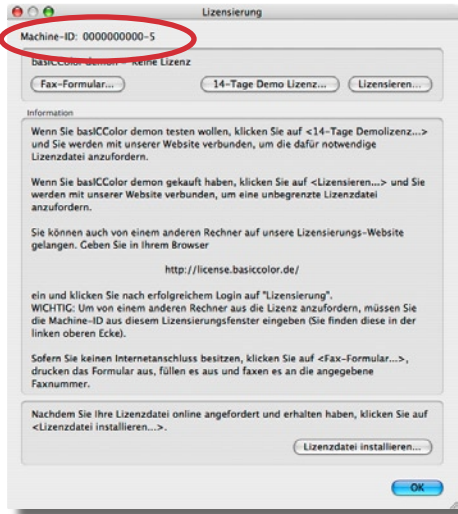 Lizensierung
Machine-ID: 0000000000-5
basICColor demon - Keine Lizenz
Fax-Formular...
14-Tage Demo Lizenz...
Lizensieren...
Information
Wenn Sie basICColor demon testen wollen, klicken Sie auf <14-Tage Demolizenz...>
und Sie werden mit unserer Website verbunden, um die dafür notwendige
Lizenzdatei anzufordern.
Wenn Sie basICColor demon gekauft haben, klicken Sie auf <Lizensieren...> und Sie
werden mit unserer Website verbunden, um eine unbegrenzte Lizenzdatei
anzufordern.
Sie können auch von einem anderen Rechner auf unsere Lizensierungs-Website
gelangen. Geben Sie in Ihrem Browser
http://license.basiccolor.de/
ein und klicken Sie nach erfolgreichem Login auf "Lizensierung".
WICHTIG: Um von einem anderen Rechner aus die Lizenz anzufordern, müssen Sie
die Machine-ID aus diesem Lizensierungsfenster eingeben (Sie finden diese in der
linken oberen Ecke).
Sofern Sie keinen Internetanschluss besitzen, klicken Sie auf <Fax-Formular...>,
drucken das Formular aus, füllen es aus und faxen es an die angegebene
Faxnummer.
Nachdem Sie Ihre Lizenzdatei online angefordert und erhalten haben, klicken Sie auf
<Lizenzdatei installieren...>.
Lizenzdatei installieren...
OK